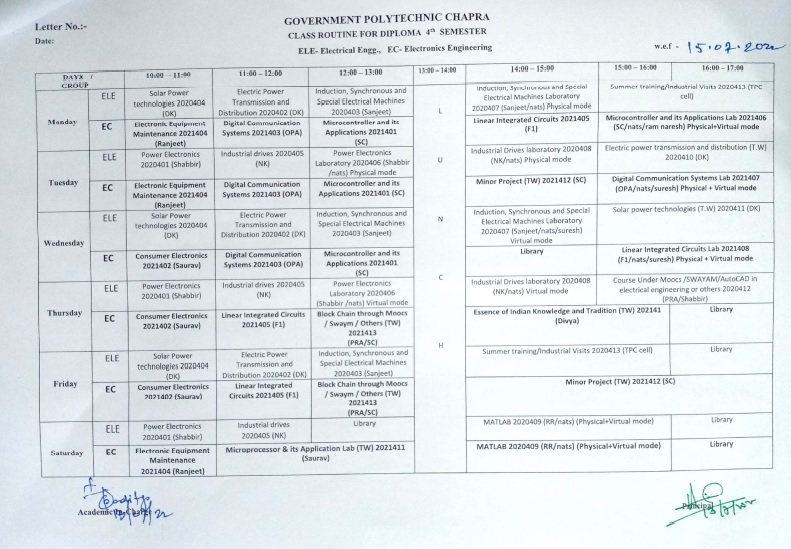 GOVERNMENT POLYTECHNIC CHAPRA
Letter No.:-
CLASS ROUTINE FOR DIPLOMA 4th SEMESTER
Date:
ELE- Electrical Engg., EC- Electronics Engineering
w.e.f -
DAYS / GROUP 10:00 – 11:00 11:00 – 12:00 12:00 – 13:00 13:00 – 14:00 14:00 – 15:00 15:00 – 16:00 16:00 – 17:00
Monday
ELE
Solar Power
technologies 2020404
(DK)
Electric Power
Transmission and
Distribution 2020402 (DK)
Induction, Synchronous and
Special Electrical Machines
2020403 (Sanjeet)
L
Induction, Synchronous and Special
Electrical Machines Laboratory
2020407 (Sanjeet/nats) Physical mode
Summer training/Industrial Visits 2020413 (TPC
cell)
EC
Electronic Equipment
Maintenance 2021404
(Ranjeet)
Digital Communication
Systems 2021403 (OPA)
Microcontroller and its
Applications 2021401
(SC)
Linear Integrated Circuits 2021405
(F1)
Microcontroller and its Applications Lab 2021406
(SC/nats/ram naresh) Physical+Virtual mode
Tuesday
ELE
Power Electronics
2020401 (Shabbir)
Industrial drives 2020405
(NK)
Power Electronics
Laboratory 2020406 (Shabbir
/nats) Physical mode
U
Industrial Drives laboratory 2020408
(NK/nats) Physical mode
Electric power transmission and distribution (T.W)
2020410 (DK)
EC
Electronic Equipment
Maintenance 2021404
(Ranjeet)
Digital Communication
Systems 2021403 (OPA)
Microcontroller and its
Applications 2021401 (SC)
Minor Project (TW) 2021412 (SC)
Digital Communication Systems Lab 2021407
(OPA/nats/suresh) Physical + Virtual mode
Wednesday
ELE
Solar Power
technologies 2020404
(DK)
Electric Power
Transmission and
Distribution 2020402 (DK)
Induction, Synchronous and
Special Electrical Machines
2020403 (Sanjeet)
N
Induction, Synchronous and Special
Electrical Machines Laboratory
2020407 (Sanjeet/nats/suresh)
Virtual mode
Solar power technologies (T.W) 2020411 (DK)
EC
Consumer Electronics
2021402 (Saurav)
Digital Communication
Systems 2021403 (OPA)
Microcontroller and its
Applications 2021401
(SC)
Library
Linear Integrated Circuits Lab 2021408
(F1/nats/suresh) Physical + Virtual mode
Thursday
ELE
Power Electronics
2020401 (Shabbir)
Industrial drives 2020405
(NK)
Power Electronics
Laboratory 2020406
(Shabbir /nats) Virtual mode
C
Industrial Drives laboratory 2020408
(NK/nats) Virtual mode
Course Under Moocs /SWAYAM/AutoCAD in
electrical engineering or others 2020412
(PRA/Shabbir)
EC
Consumer Electronics
2021402 (Saurav)
Linear Integrated Circuits
2021405 (F1)
Block Chain through Moocs
/ Swaym / Others (TW)
2021413
(PRA/SC)
Essence of Indian Knowledge and Tradition (TW) 202141
(Divya)
Library
Friday
ELE
Solar Power
technologies 2020404
(DK)
Electric Power
Transmission and
Distribution 2020402 (DK)
Induction, Synchronous and
Special Electrical Machines
2020403 (Sanjeet)
H
Summer training/Industrial Visits 2020413 (TPC cell)
Library
EC
Consumer Electronics
2021402 (Saurav)
Linear Integrated
Circuits 2021405 (F1)
Block Chain through Moocs
/ Swaym / Others (TW)
2021413
(PRA/SC)
Minor Project (TW) 2021412 (SC)
Saturday
ELE
Power Electronics
2020401 (Shabbir)
Industrial drives
2020405 (NK)
Library
MATLAB 2020409 (RR/nats) (Physical+Virtual mode)
Library
EC
Electronic Equipment
Maintenance
2021404 (Ranjeet)
Microprocessor & its Application Lab (TW) 2021411
(Saurav)
MATLAB 2020409 (RR/nats) (Physical+Virtual mode)
Library
Academic In-Charge
Principal